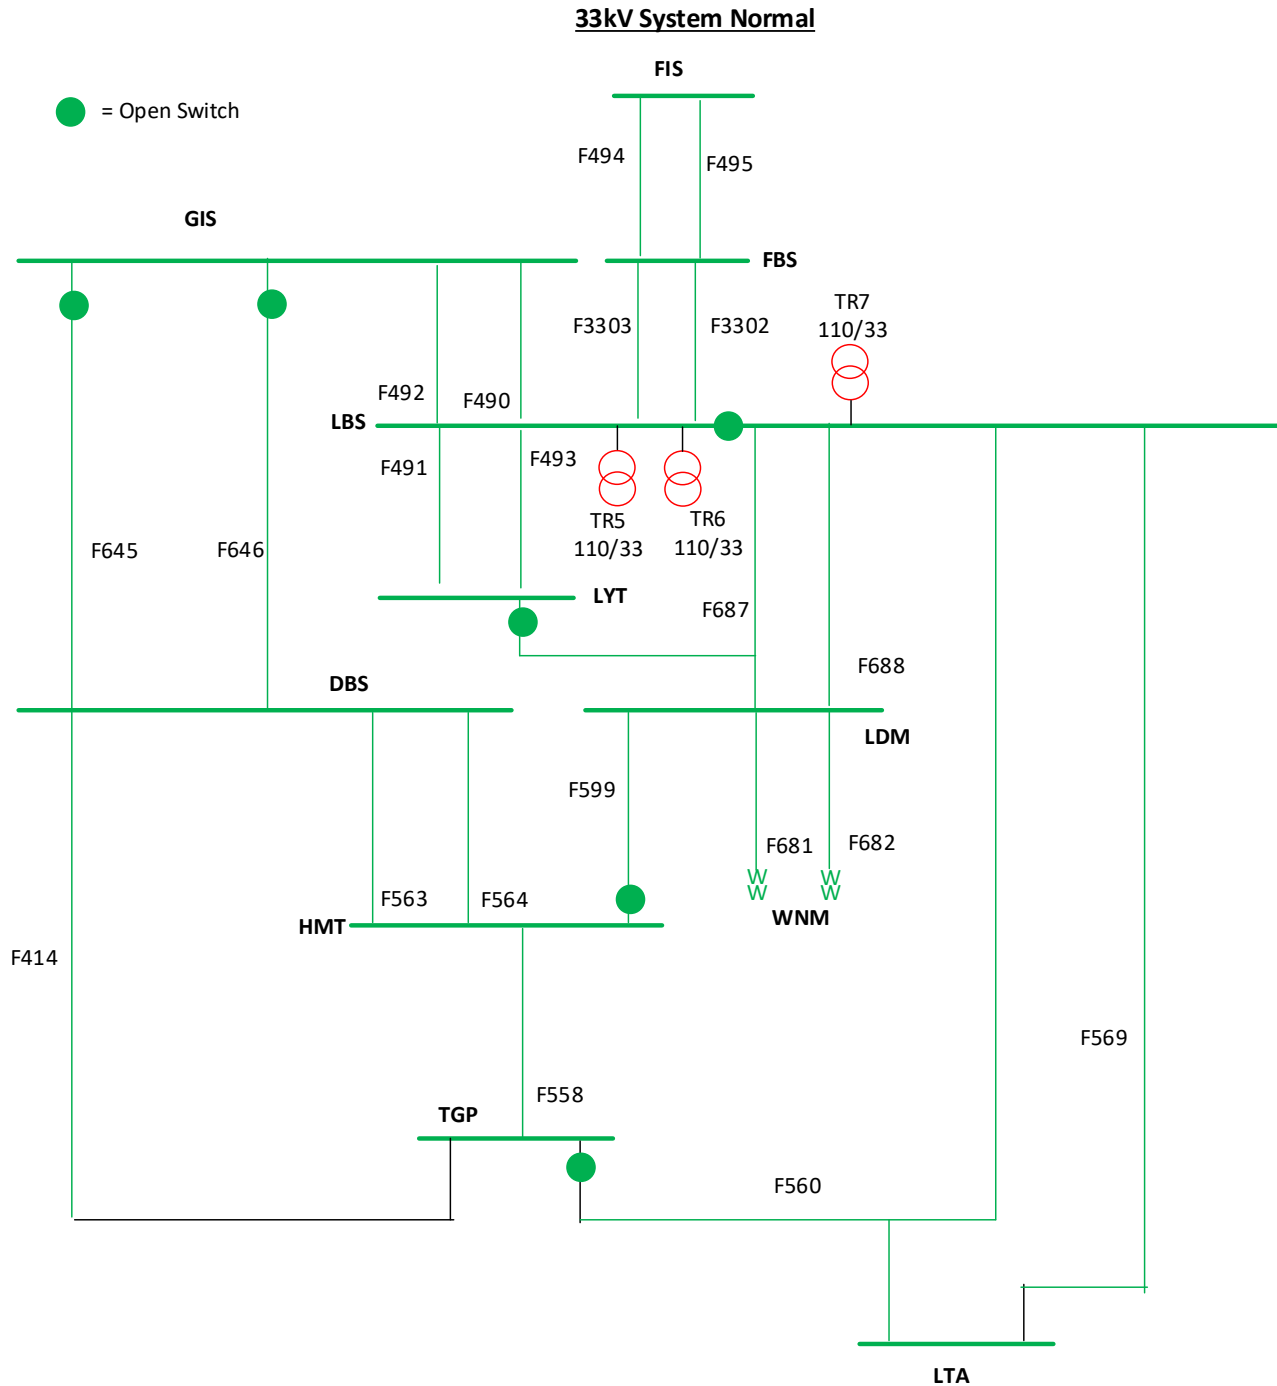 33kV System Normal
FIS
= Open Switch
F494
F495
GIS
FBS
TR7
110/33
F3303
F3302
F492
F490
LBS
F491
F493
TR5
110/33
TR6
110/33
F645
F646
LYT
F687
F688
DBS
LDM
F599
F681
F682
F563
F564
WNM
HMT
F414
F569
F558
TGP
F560
LTA